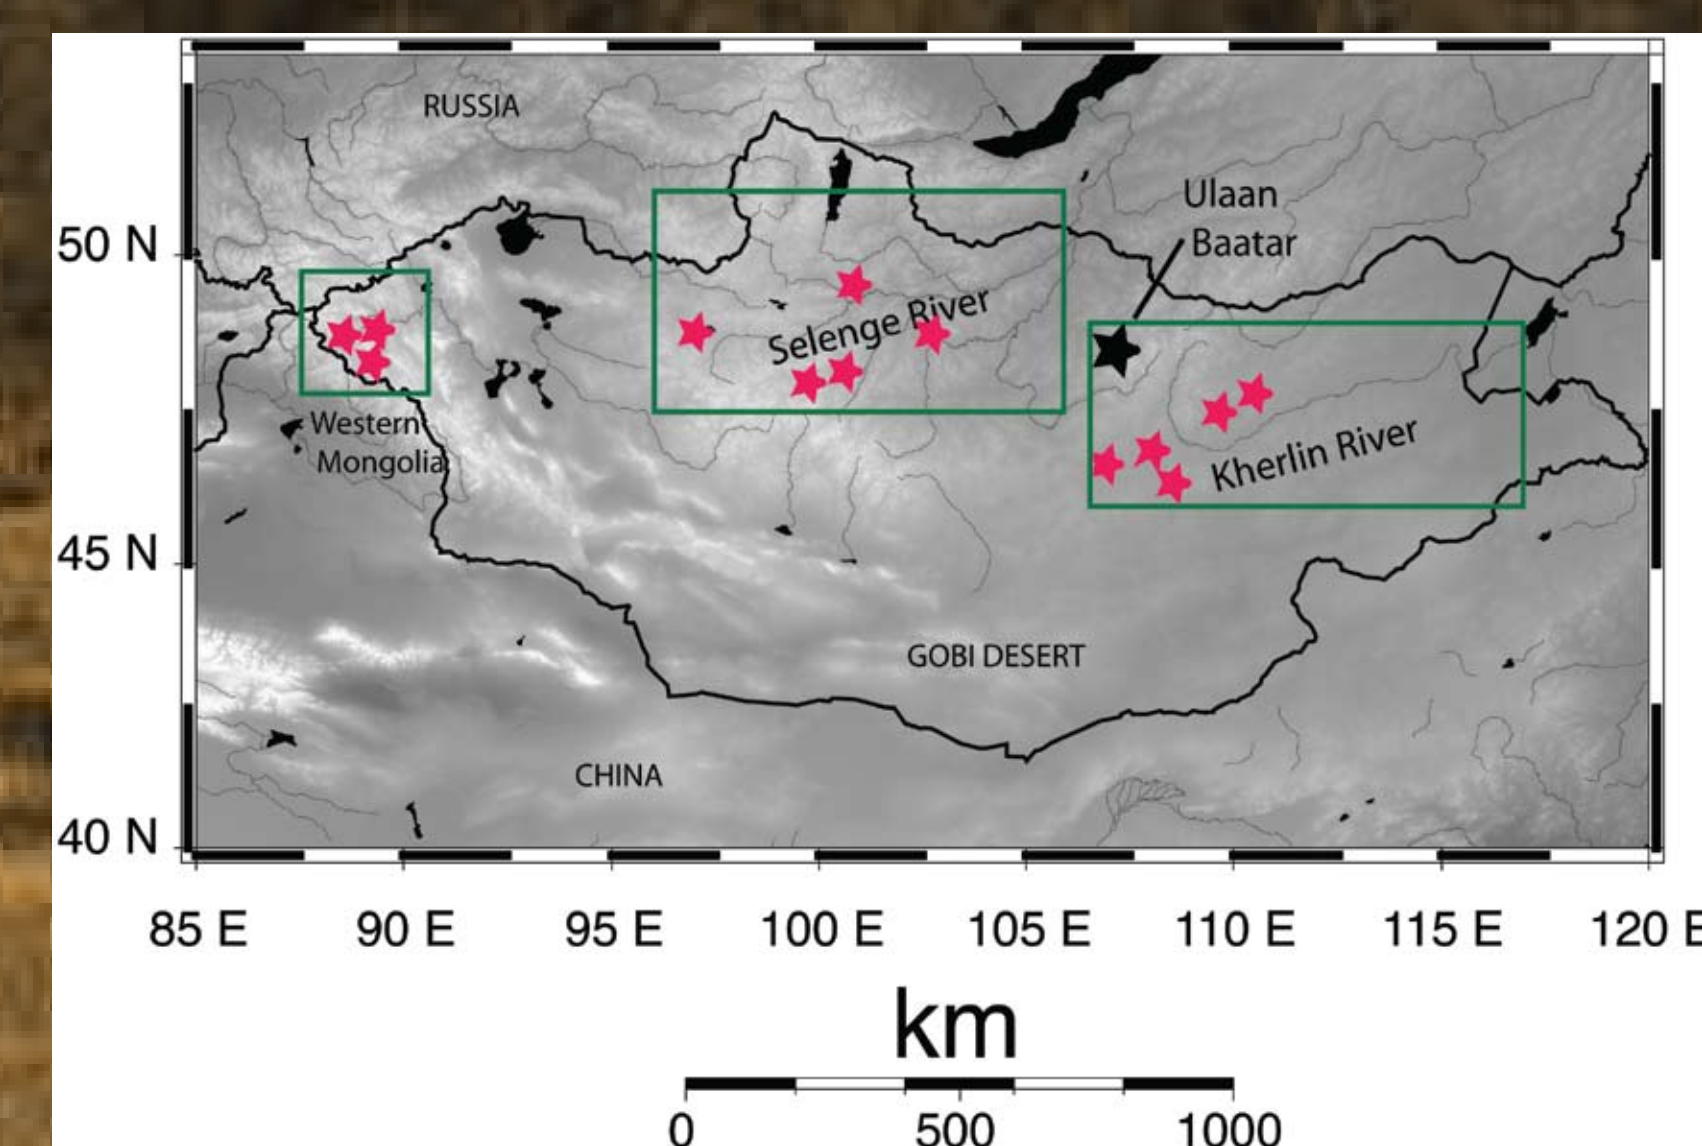 RUSSIA
Ulaan
Baatar
50 N
Selenge River
Western
Mongolia
Kherlin River
45 N
GOBI DESERT
CHINA
40 N
85 E 90 E 95 E 100 E 105 E 110 E 115 E 120 E
km
0 500 1000